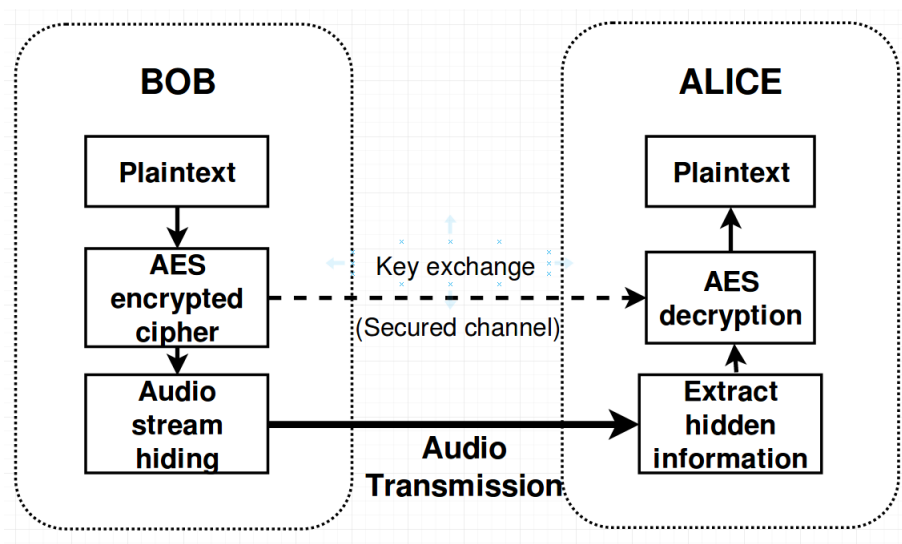 BOB
Plaintext
AES
encrypted
cipher
Audio
stream
hiding
Key exchange
(Secured channel)
Audio
Transmission
ALICE
Plaintext
AES
decryption
Extract
hidden
information